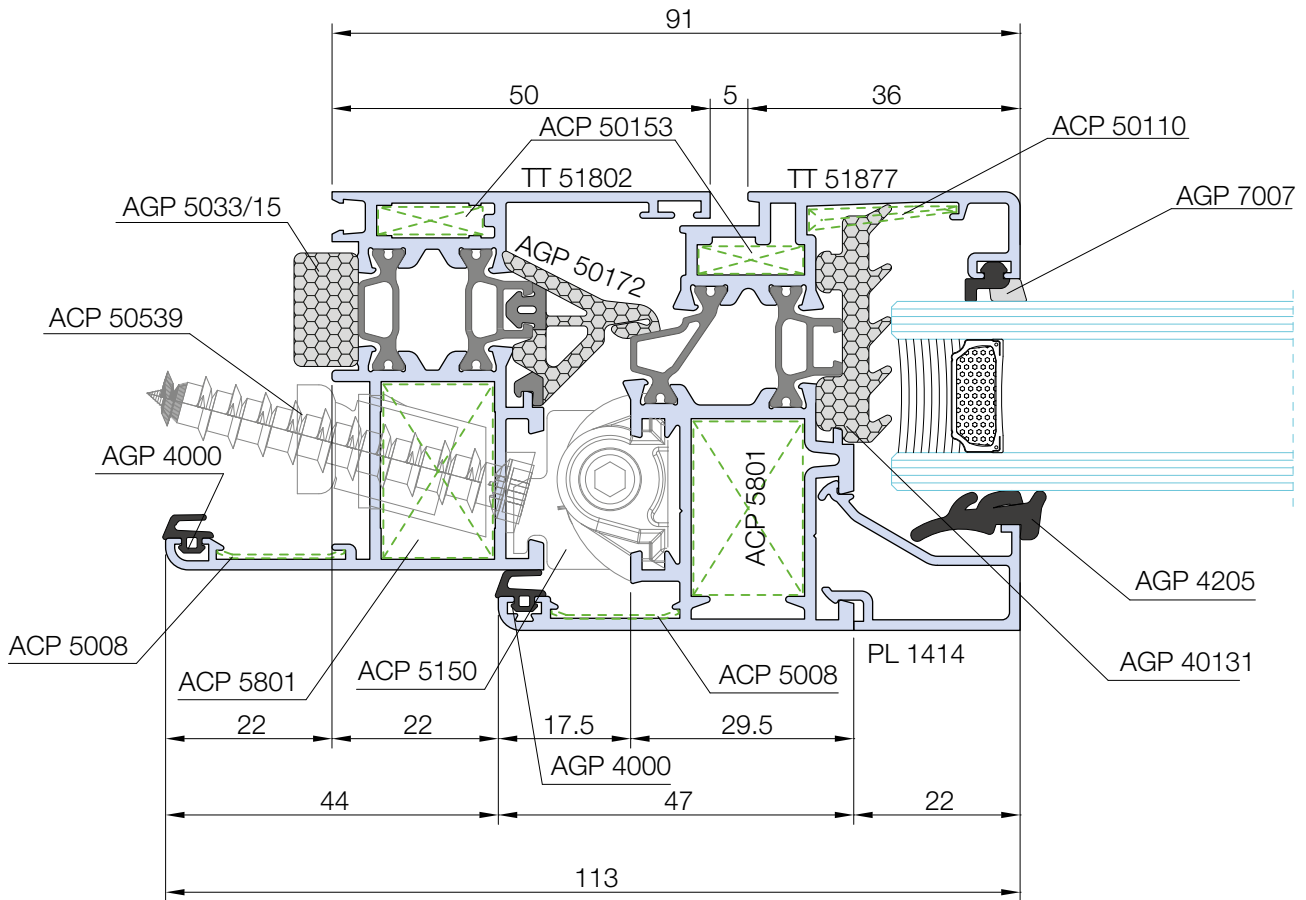 91
50
5
36
ACP 50153
ACP 50110
TT 51802
TT 51877
AGP 5033/15
AGP 7007
AGP 50172
ACP 50539
AGP 4000
ACP 5801
AGP 4205
ACP 5008
ACP 5801
ACP 5150
ACP 5008
PL 1414
AGP 40131
22
22
17.5
29.5
AGP 4000
44
47
22
113